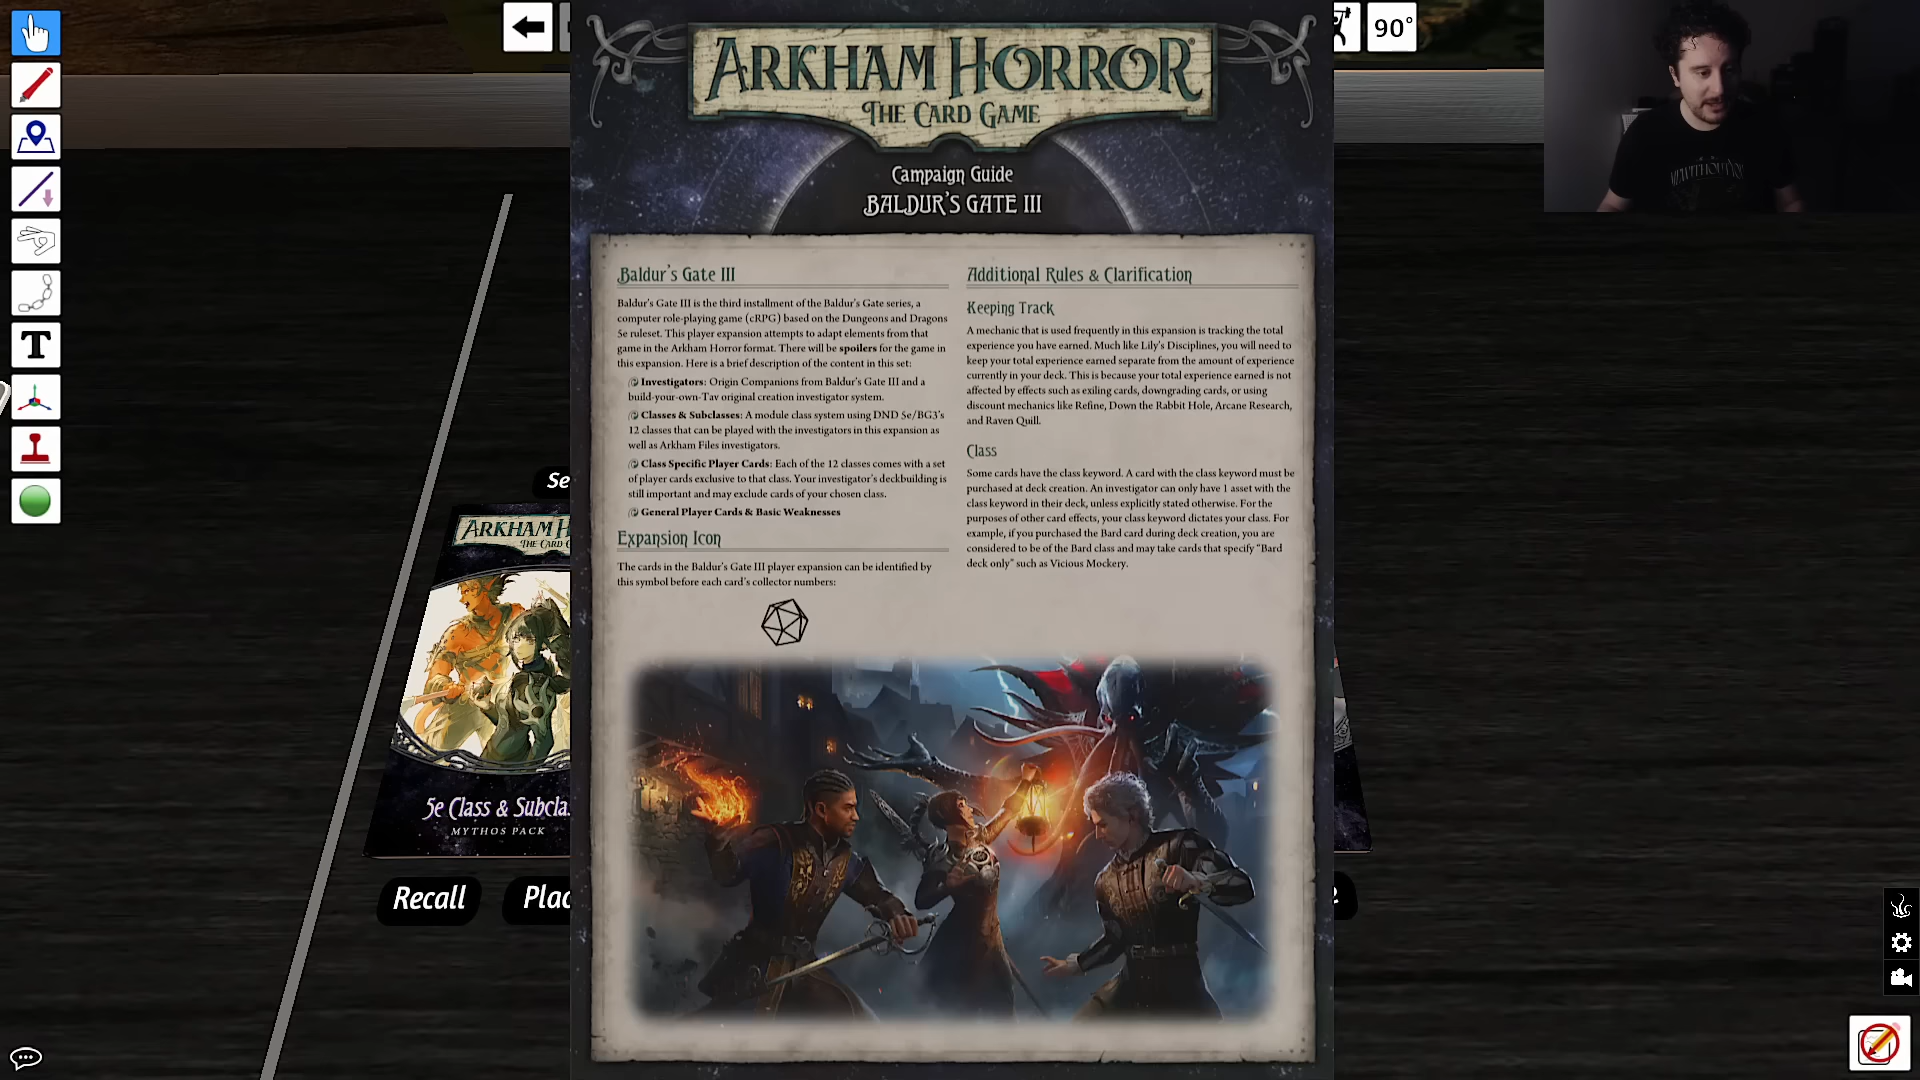 90°
ARKHAM HORROR
THE CARD GAME
Campaign Guide
BALDUR'S GATE III
Baldur's Gate III
Baldur's Gate III is the third installment of the Baldur's Gate series, a
computer role-playing game (cRPG) based on the Dungeons and Dragons
5e ruleset. This player expansion attempts to adapt elements from that
game in the Arkham Horror format. There will be spoilers for the game in
this expansion. Here is a brief description of the content in this set:
Investigators: Origin Companions from Baldur's Gate III and a
build-your-own-Tav original creation investigator system.
Classes & Subclasses: A module class system using DND 5e/BG3's
12 classes that can be played with the investigators in this expansion as
well as Arkham Files investigators.
Class Specific Player Cards: Each of the 12 classes comes with a set
of player cards exclusive to that class. Your investigator's deckbuilding is
still important and may exclude cards of your chosen class.
General Player Cards & Basic Weaknesses
Expansion Icon
The cards in the Baldur's Gate III player expansion can be identified by
this symbol before each card's collector numbers:
Additional Rules & Clarification
Keeping Track
A mechanic that is used frequently in this expansion is tracking the total
experience you have earned. Much like Lily's Disciplines, you will need to
keep your total experience earned separate from the amount of experience
currently in your deck. This is because your total experience earned is not
affected by effects such as exiling cards, downgrading cards, or using
discount mechanics like Refine, Down the Rabbit Hole, Arcane Research,
and Raven Quill.
Class
Some cards have the class keyword. A card with the class keyword must be
purchased at deck creation. An investigator can only have 1 asset with the
class keyword in their deck, unless explicitly stated otherwise. For the
purposes of other card effects, your class keyword dictates your class. For
example, if you purchased the Bard card during deck creation, you are
considered to be of the Bard class and may take cards that specify "Bard
deck only" such as Vicious Mockery.
T
Se
ARKHAM H
THE CARD G
5e Class & Subcla
MYTHOS PACK
Recall
Plac